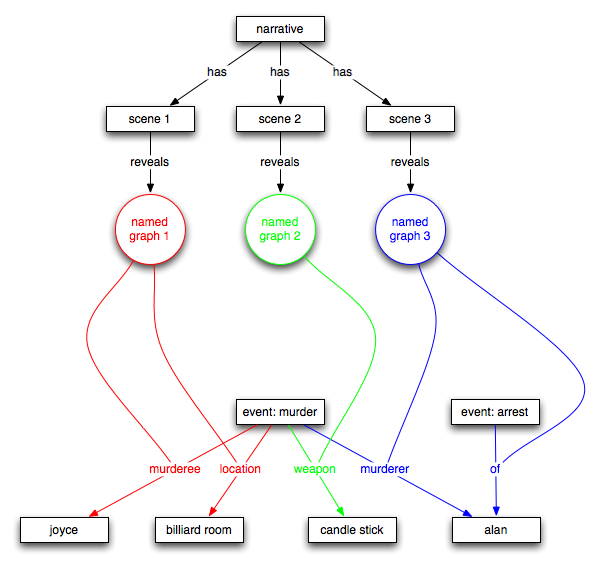 narrative
has
has
has
scene 1
scene 2
scene 3
reveals
reveals
reveals
named
graph 1
named
graph 2
named
graph 3
event: murder
event: arrest
murderee
location
weapon
murderer
of
joyce
billiard room
candle stick
alan